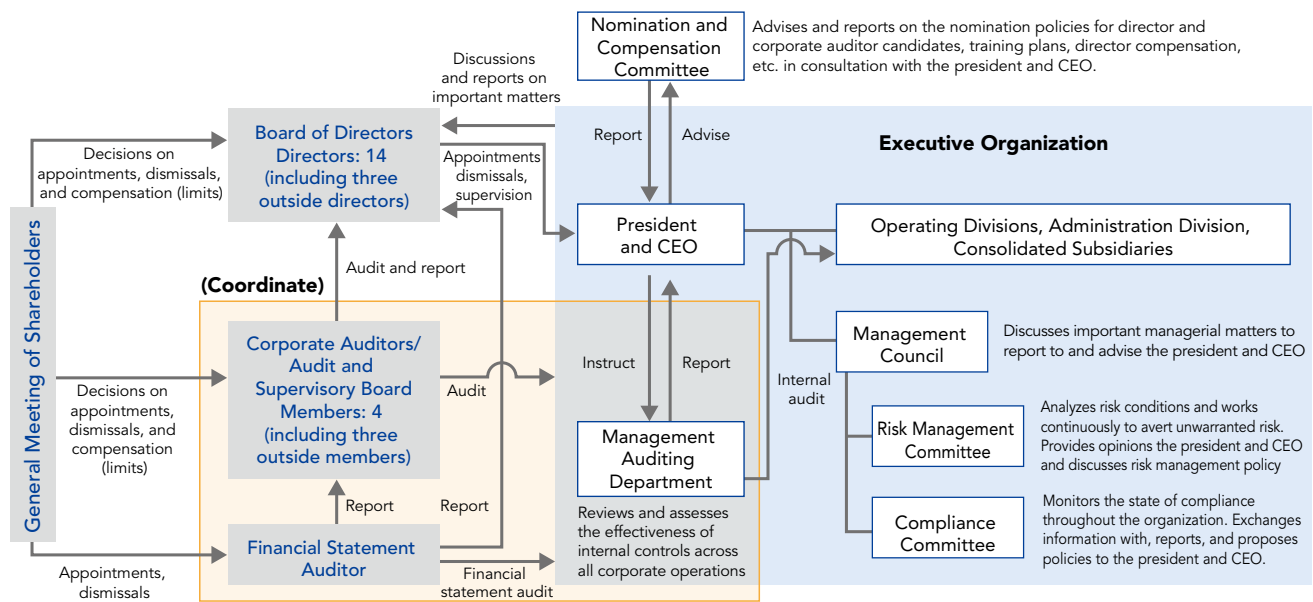 Nomination and
Compensation
Committee
Advises and reports on the nomination policies for director and
corporate auditor candidates, training plans, director compensation,
etc. in consultation with the president and CEO.
Discussions
and reports on
important matters
Report
Advise
Executive Organization
Board of Directors
Directors: 14
(including three
outside directors)
Decisions on
appointments, dismissals,
and compensation (limits)
Appointments
dismissals,
supervision
President
and CEO
Operating Divisions, Administration Division,
Consolidated Subsidiaries
General Meeting of Shareholders
Audit and report
(Coordinate)
Corporate Auditors/
Audit and
Supervisory Board
Members: 4
(including three
outside members)
Decisions on
appointments,
dismissals, and
compensation
(limits)
Audit
Instruct
Report
Internal
audit
Management
Council
Discusses important managerial matters to
report to and advise the president and CEO
Risk Management
Committee
Analyzes risk conditions and works
continuously to avert unwarranted risk.
Provides opinions the president and CEO
and discusses risk management policy
Management
Auditing
Department
Reviews and assesses
the effectiveness of
internal controls across
all corporate operations
Compliance
Committee
Monitors the state of compliance
throughout the organization. Exchanges
information with, reports, and proposes
policies to the president and CEO.
Report
Report
Financial Statement
Auditor
Appointments,
dismissals
Financial
statement audit